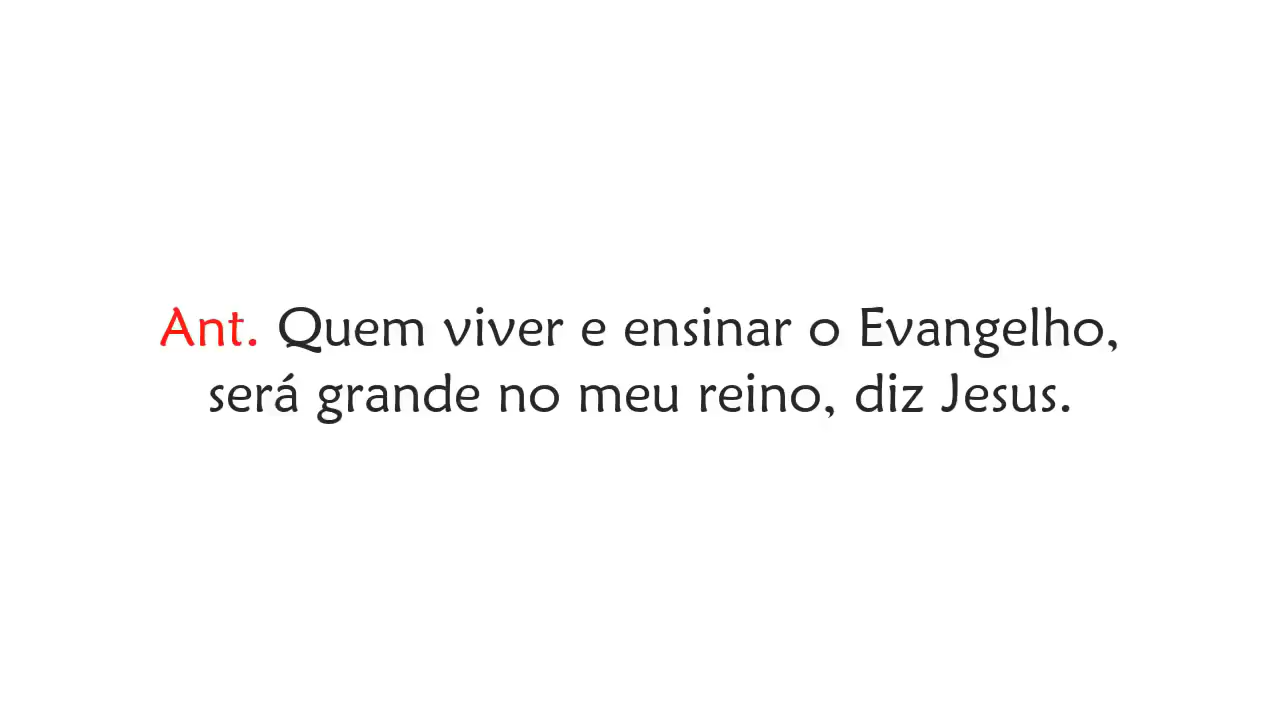 Ant. Quem viver e ensinar o Evangelho,
será grande no meu reino, diz Jesus.